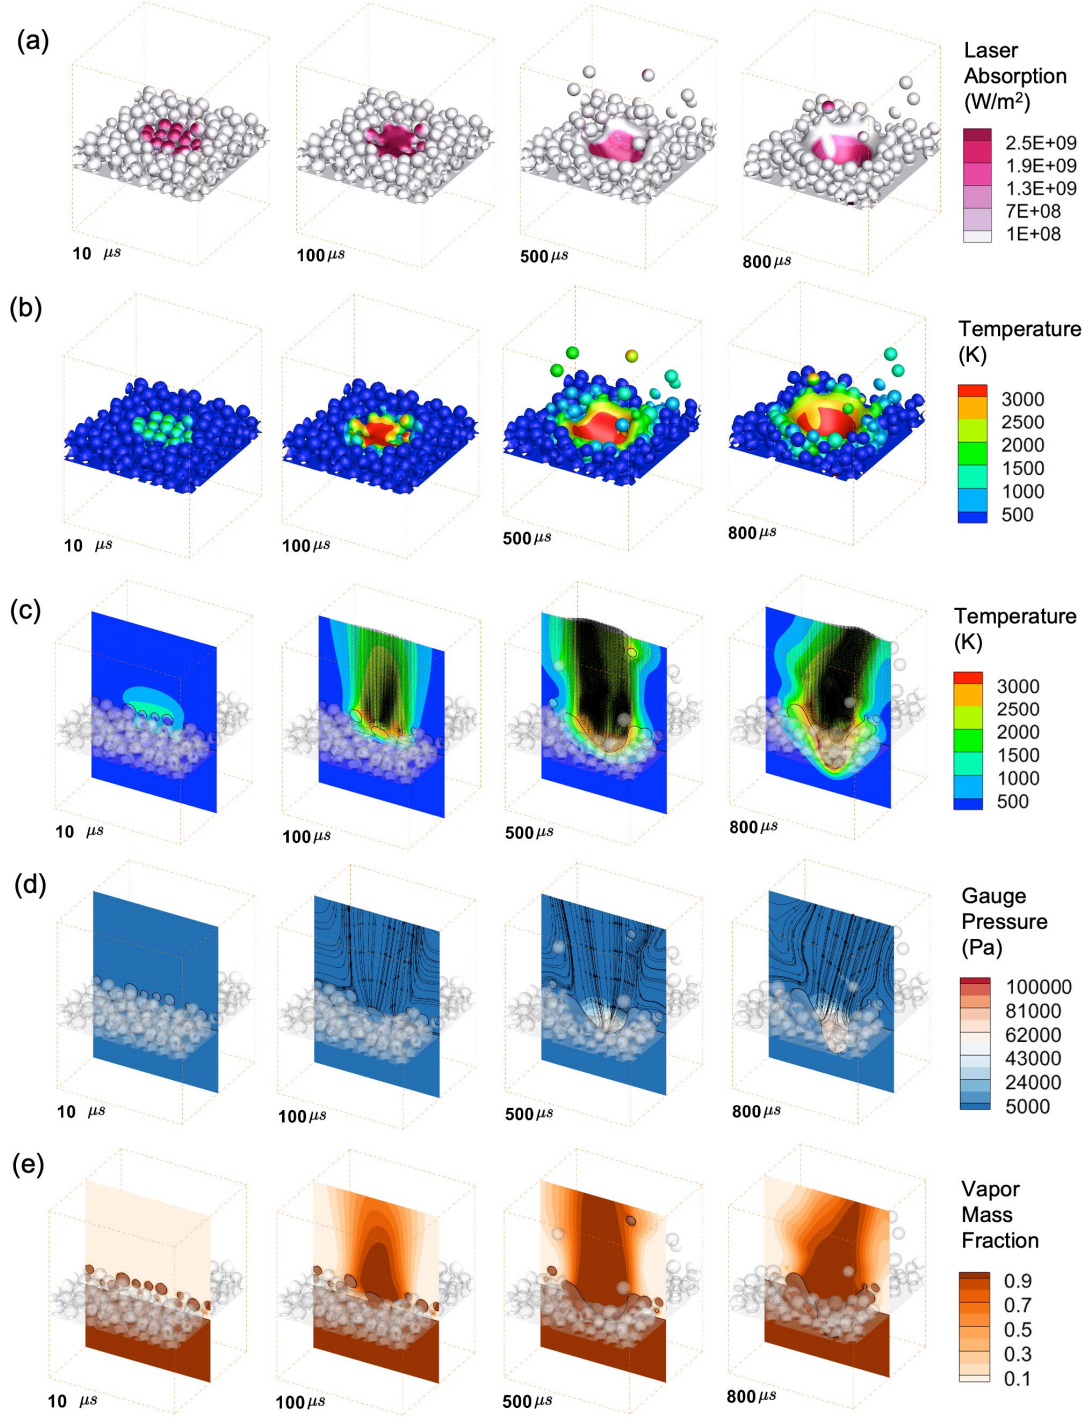 (a)
10 μs
100 μs
500 μs
800 μs
Laser
Absorption
(W/m²)
2.5E+09
1.9E+09
1.3E+09
7E+08
1E+08
(b)
10 μs
100 μs
500 μs
800 μs
Temperature
(K)
3000
2500
2000
1500
1000
500
(c)
10 μs
100 μs
500 μs
800 μs
Temperature
(K)
3000
2500
2000
1500
1000
500
(d)
10 μs
100 μs
500 μs
800 μs
Gauge
Pressure
(Pa)
100000
81000
62000
43000
24000
5000
(e)
10 μs
100 μs
500 μs
800 μs
Vapor
Mass
Fraction
0.9
0.7
0.5
0.3
0.1